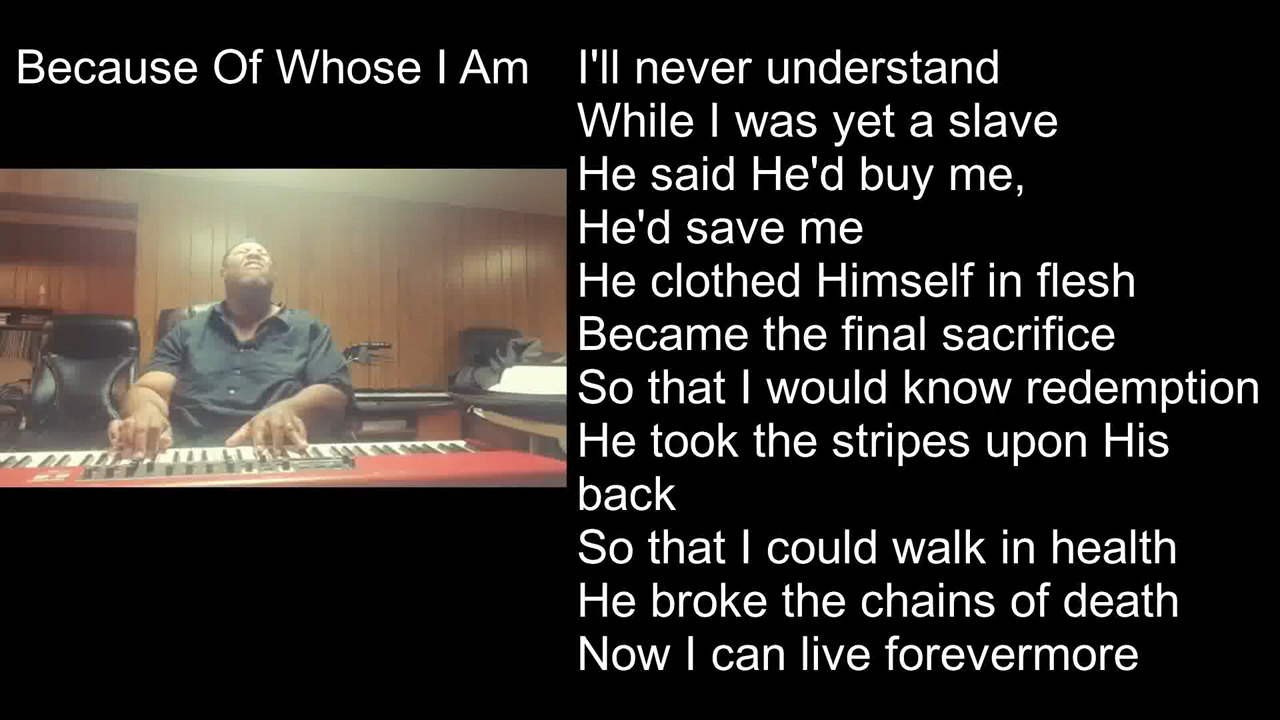 Because Of Whose I Am
I'll never understand
While I was yet a slave
He said He'd buy me,
He'd save me
He clothed Himself in flesh
Became the final sacrifice
So that I would know redemption
He took the stripes upon His
back
So that I could walk in health
He broke the chains of death
Now I can live forevermore